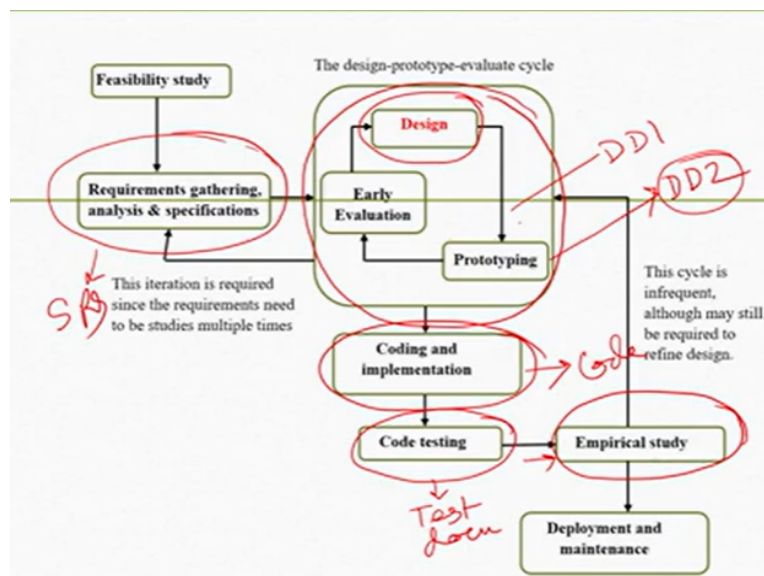 The design-prototype-evaluate cycle
Feasibility study
Design
DD1
DD2
Requirements gathering,
analysis & specifications
Early
Evaluation
Prototyping
This iteration is required
since the requirements need
to be studies multiple times
This cycle is
infrequent,
although may still
be required to
refine design.
Coding and
implementation
Code
Code testing
Empirical study
Test
Deployment and
maintenance